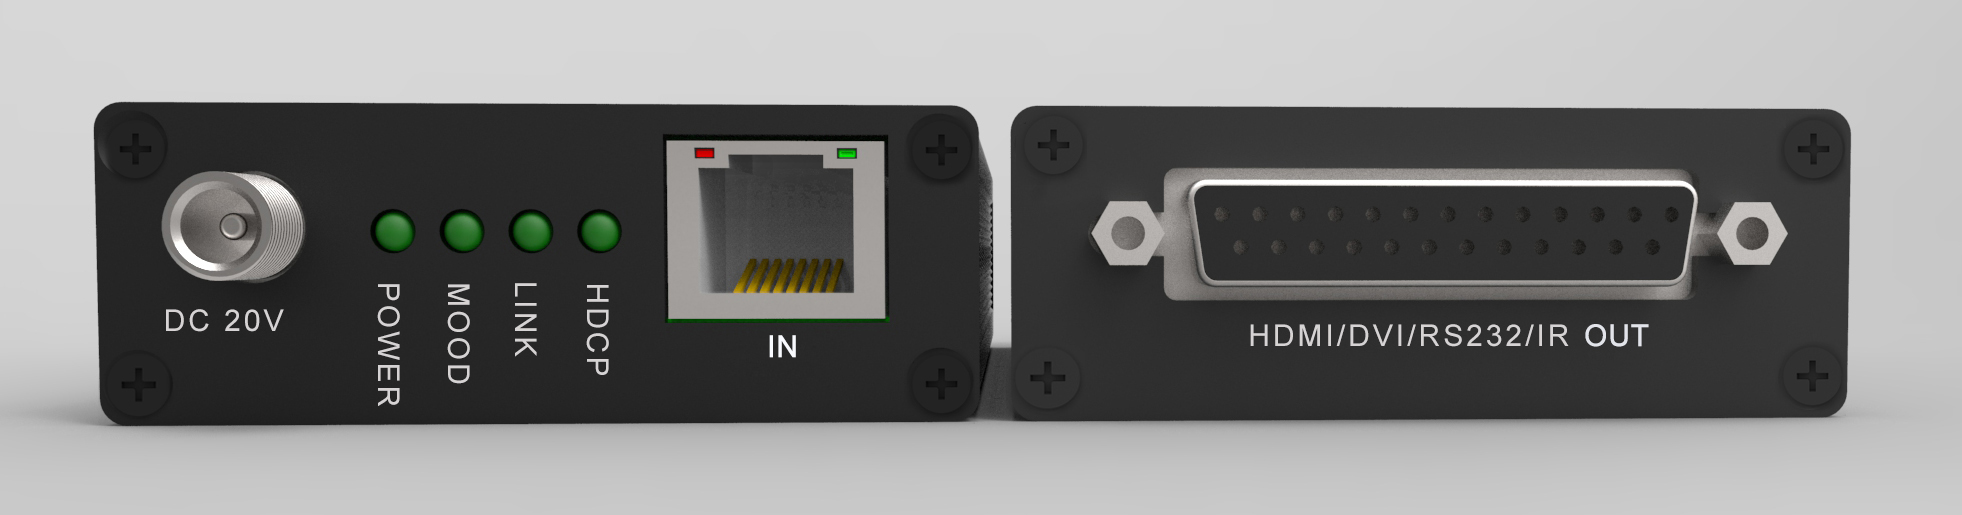 DC 20V
POWER
MOOD
LINK
HDCP
IN
HDMI/DVI/RS232/IR OUT